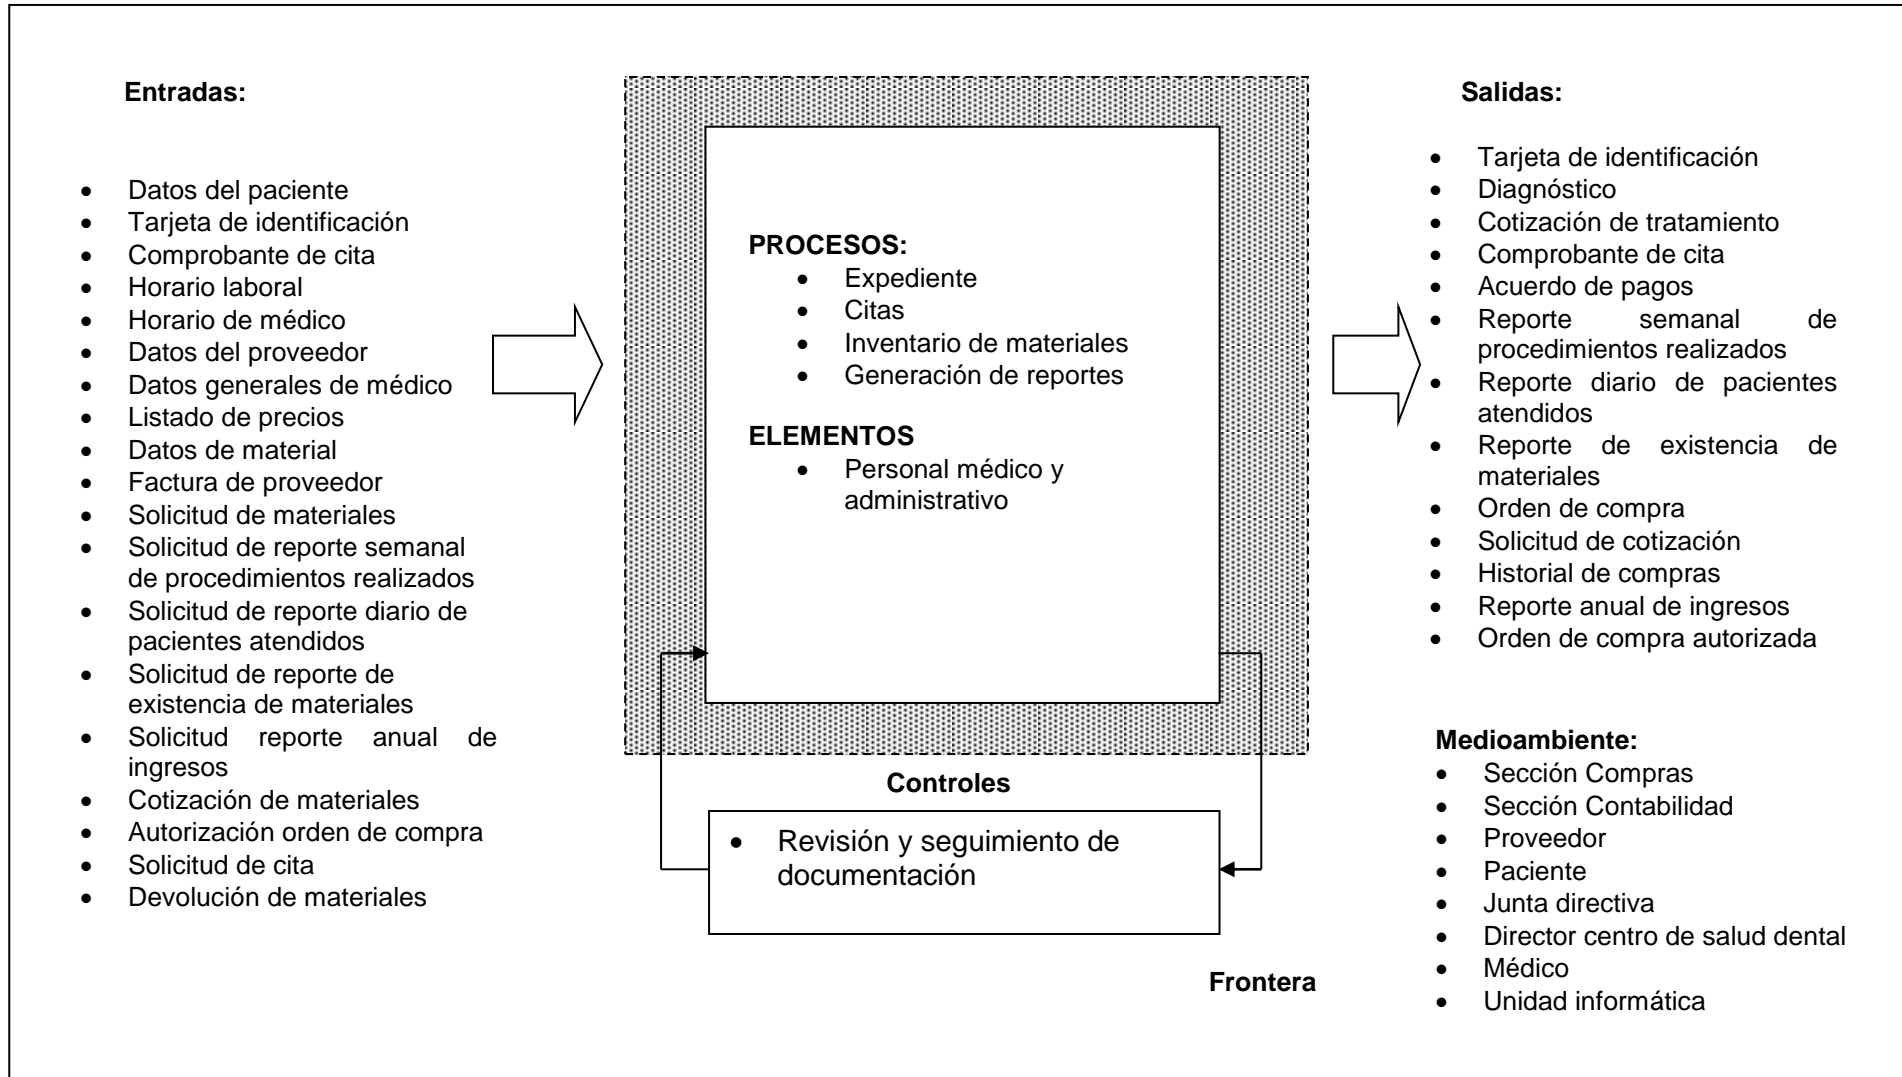 Entradas:
• Datos del paciente
• Tarjeta de identificación
• Comprobante de cita
• Horario laboral
• Horario de médico
• Datos del proveedor
• Datos generales de médico
• Listado de precios
• Datos de material
• Factura de proveedor
• Solicitud de materiales
• Solicitud de reporte semanal
de procedimientos realizados
• Solicitud de reporte diario de
pacientes atendidos
• Solicitud de reporte de
existencia de materiales
• Solicitud reporte anual de
ingresos
• Cotización de materiales
• Autorización orden de compra
• Solicitud de cita
• Devolución de materiales
PROCESOS:
• Expediente
• Citas
• Inventario de materiales
• Generación de reportes
ELEMENTOS
• Personal médico y
administrativo
Controles
• Revisión y seguimiento de
documentación
Frontera
Salidas:
• Tarjeta de identificación
• Diagnóstico
• Cotización de tratamiento
• Comprobante de cita
• Acuerdo de pagos
• Reporte semanal de
procedimientos realizados
• Reporte diario de pacientes
atendidos
• Reporte de existencia de
materiales
• Orden de compra
• Solicitud de cotización
• Historial de compras
• Reporte anual de ingresos
• Orden de compra autorizada
Medioambiente:
• Sección Compras
• Sección Contabilidad
• Proveedor
• Paciente
• Junta directiva
• Director centro de salud dental
• Médico
• Unidad informática